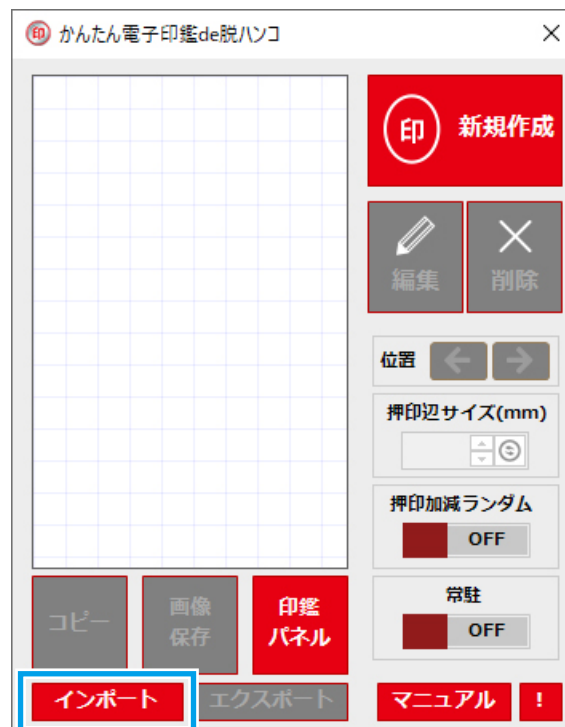 印 かんたん電子印鑑de脱ハンコ
印 新規作成
編集
削除
位置
押印辺サイズ(mm)
押印加減ランダム
OFF
常駐
OFF
コピー
画像
保存
印鑑
パネル
インポート
エクスポート
マニュアル
!